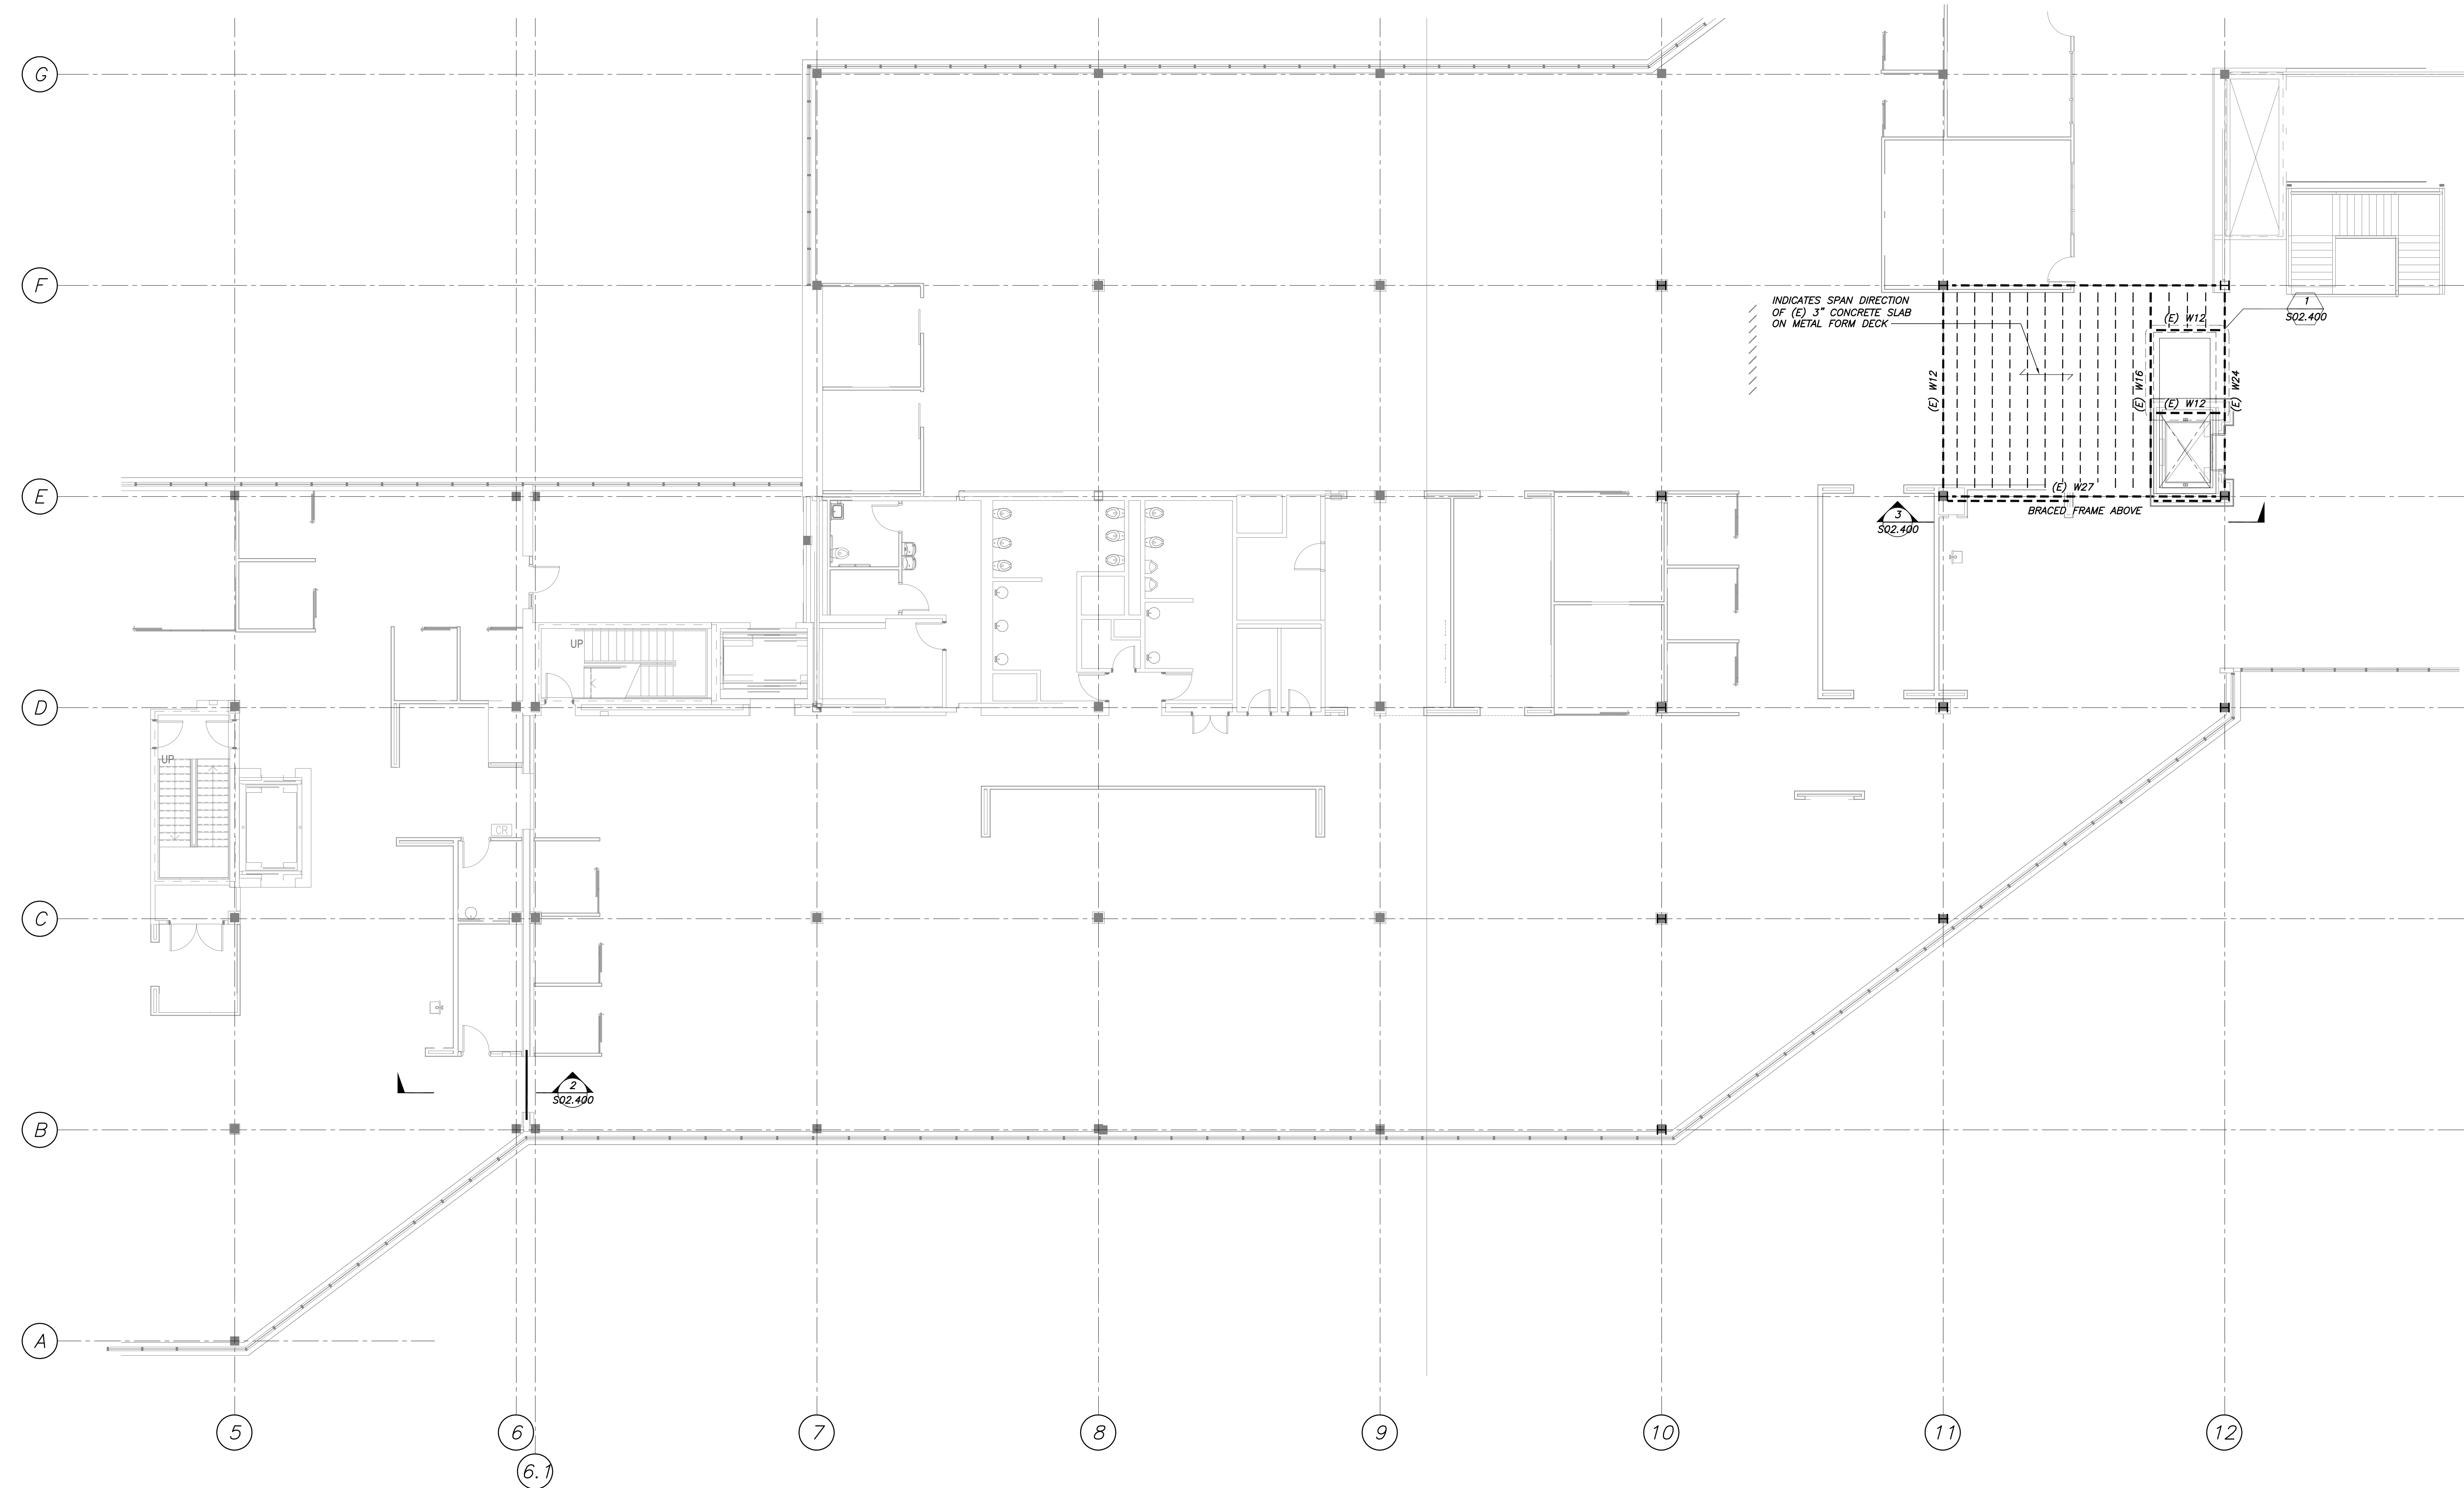 G
F
INDICATES SPAN DIRECTION
OF (E) 3" CONCRETE SLAB
ON METAL FORM DECK
(E) W12
1
S02.400
(E) W12
(E) W16
(E) W12
(E) W24
E
(E) W27
BRACED FRAME ABOVE
3
S02.400
UP
D
UP
CR
C
2
S02.400
B
A
5
6
7
8
9
10
11
12
6.1